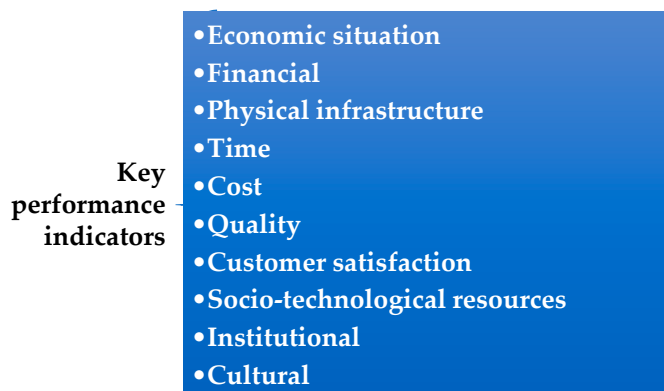 Key
performance
indicators
•Economic situation
•Financial
•Physical infrastructure
•Time
•Cost
•Quality
•Customer satisfaction
•Socio-technological resources
•Institutional
•Cultural